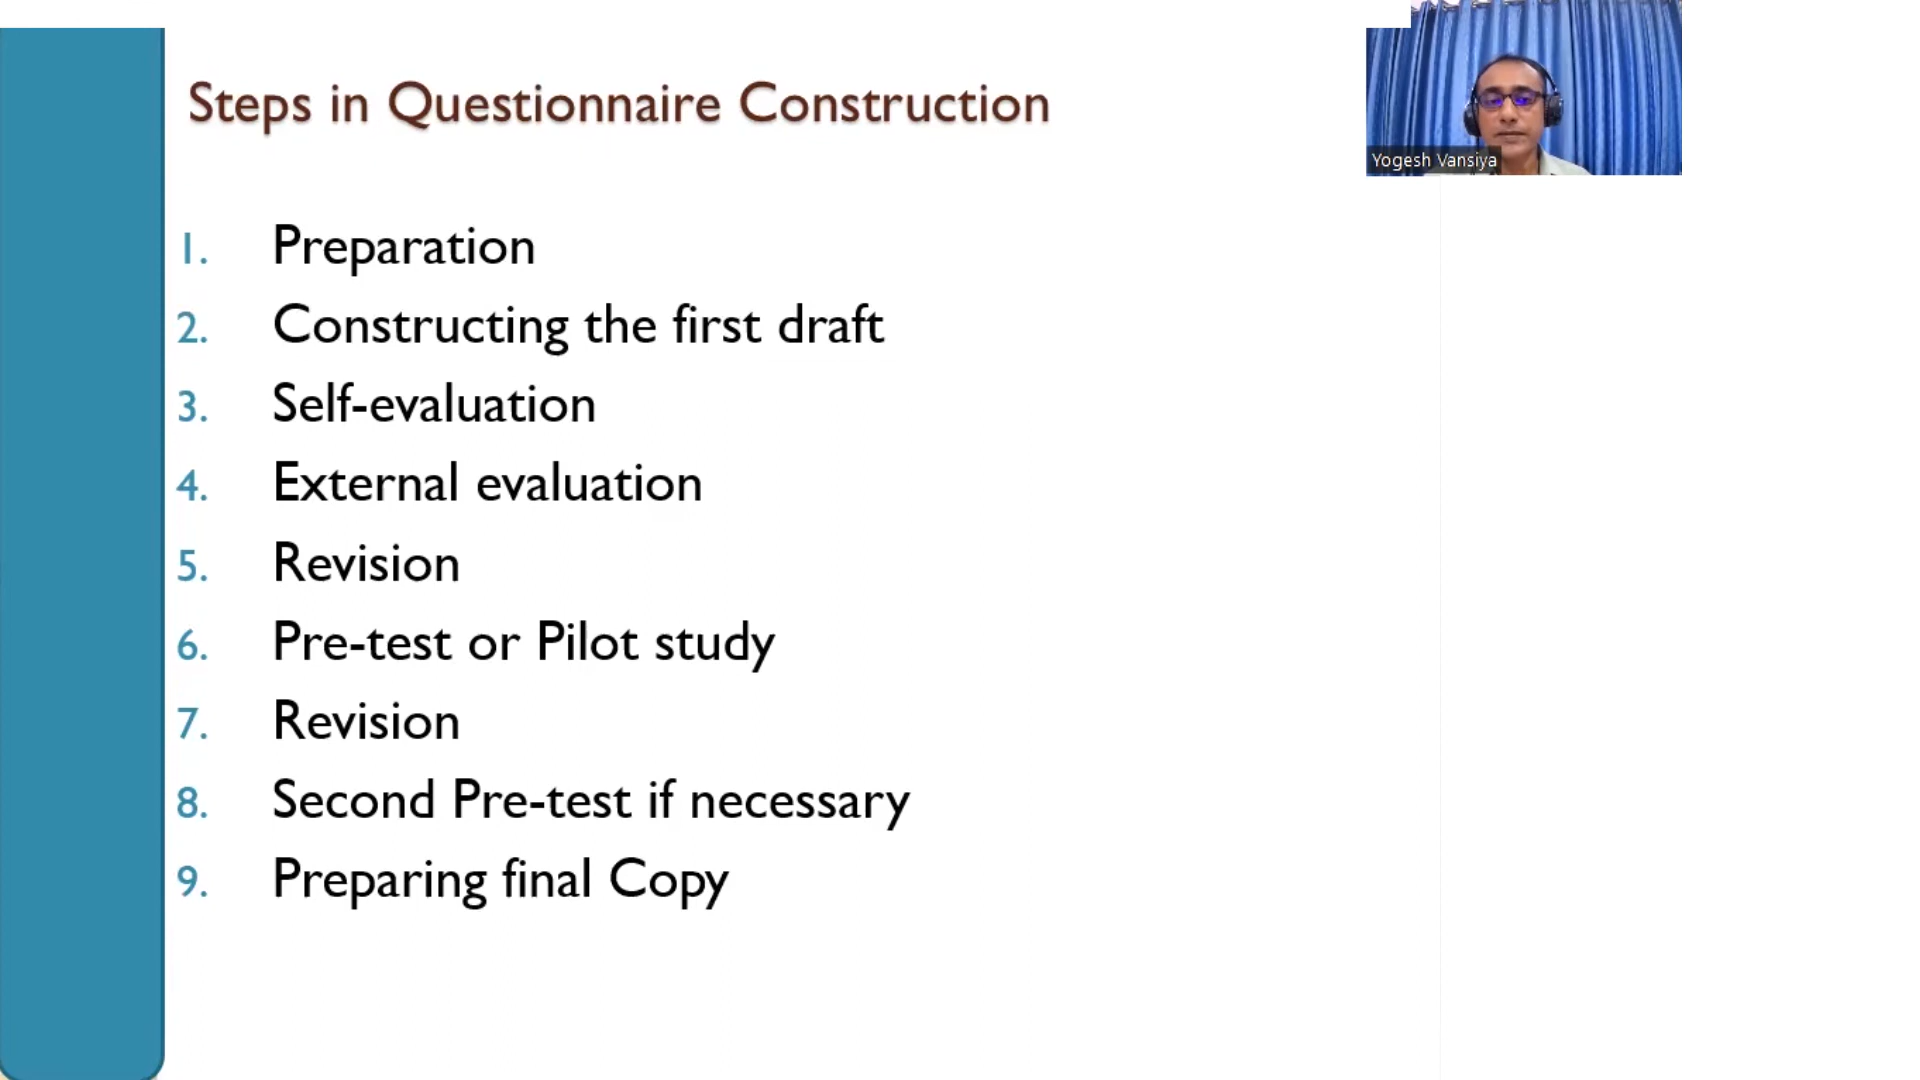 Steps in Questionnaire Construction
Yogesh Vansiya
1. Preparation
2. Constructing the first draft
3. Self-evaluation
4. External evaluation
5. Revision
6. Pre-test or Pilot study
7. Revision
8. Second Pre-test if necessary
9. Preparing final Copy